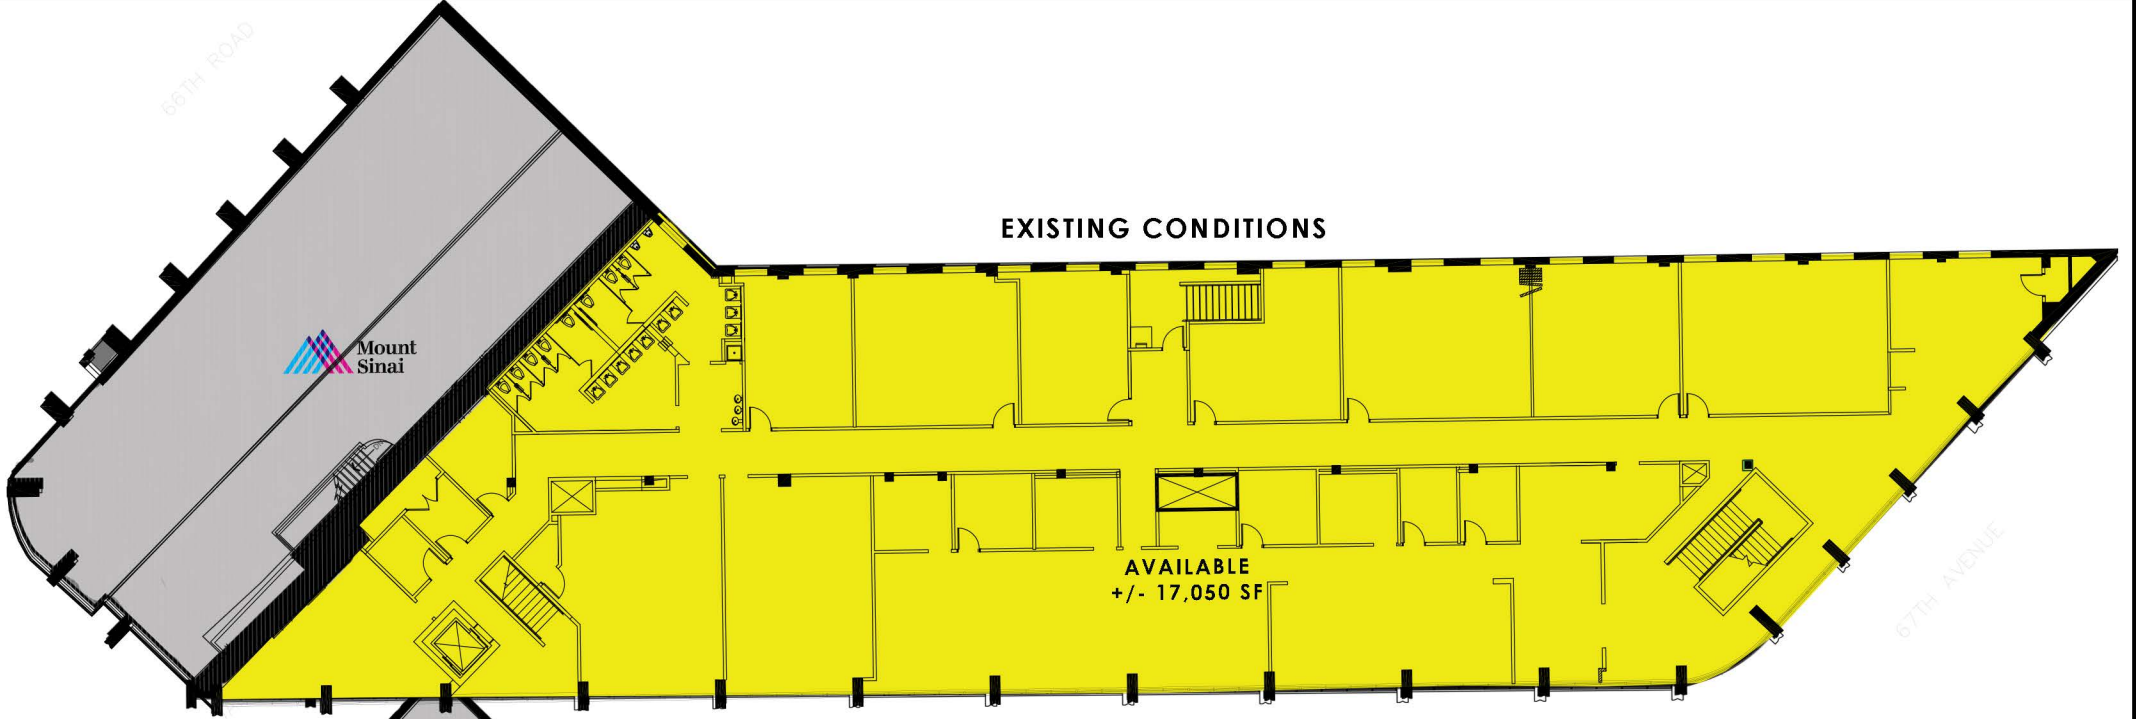 66TH ROAD
EXISTING CONDITIONS
Mount
Sinai
AVAILABLE
+/- 17,050 SF
67TH AVENUE